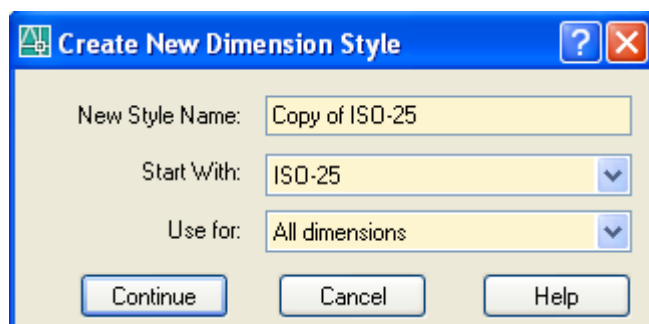 Create New Dimension Style
New Style Name: Copy of ISO-25
Start With: ISO-25
Use for: All dimensions
Continue Cancel Help